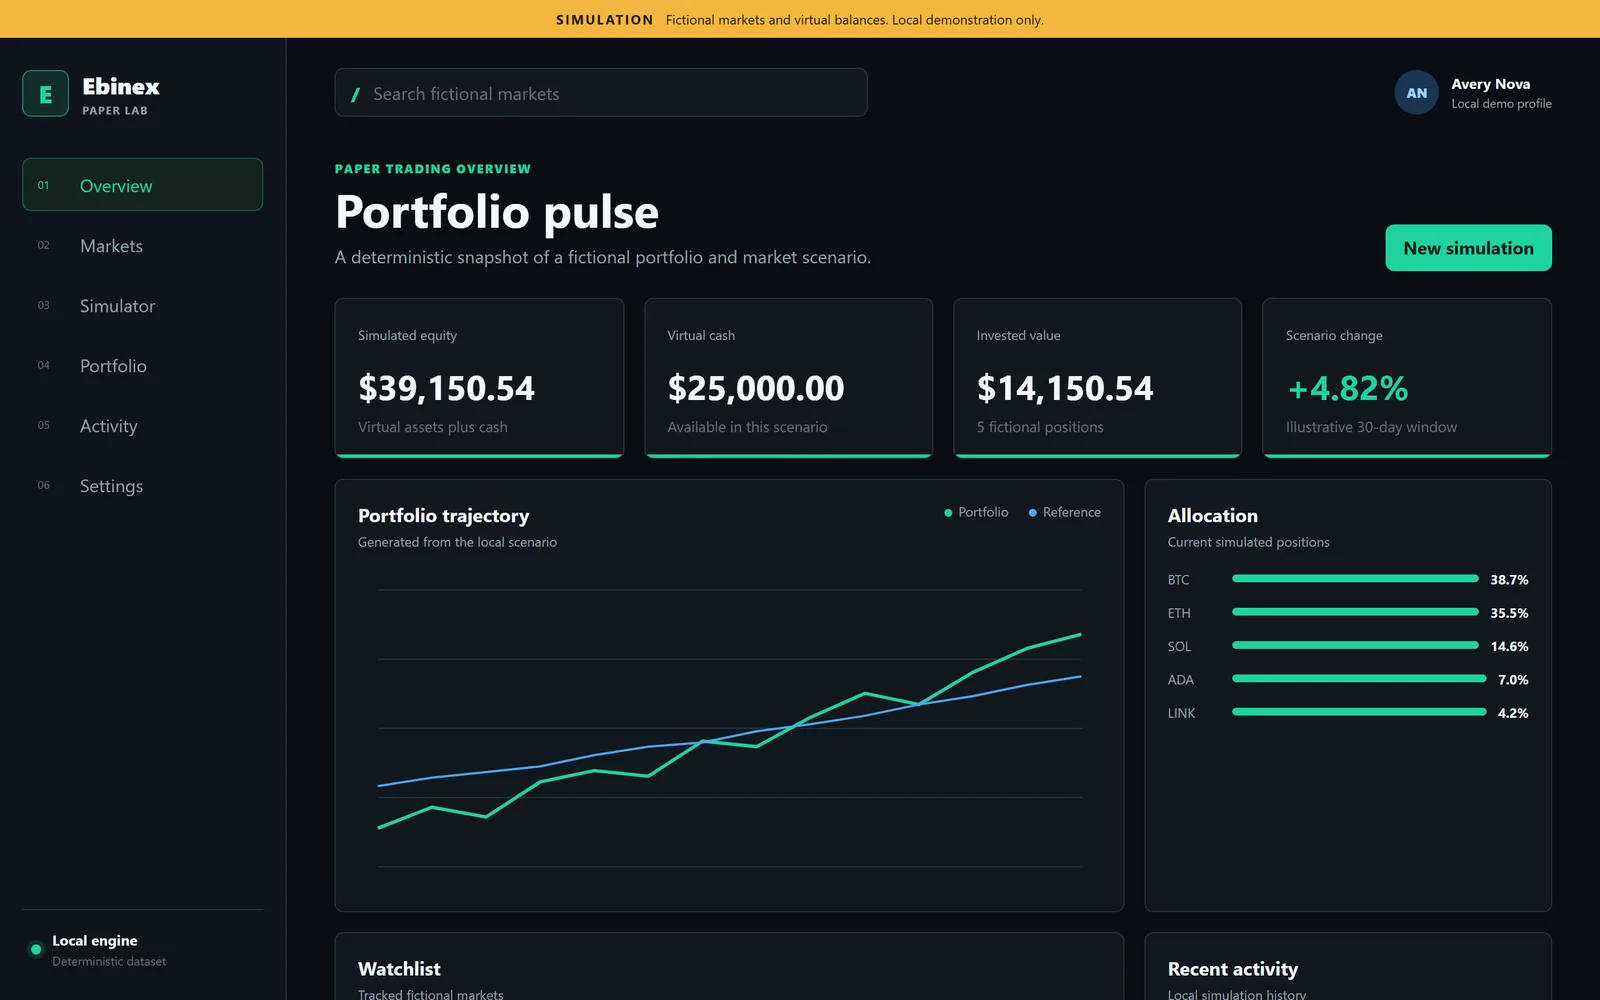 SIMULATION Fictional markets and virtual balances. Local demonstration only.
E
Ebinex
PAPER LAB
01 Overview
02 Markets
03 Simulator
04 Portfolio
05 Activity
06 Settings
Local engine
Deterministic dataset
/ Search fictional markets
AN
Avery Nova
Local demo profile
PAPER TRADING OVERVIEW
Portfolio pulse
A deterministic snapshot of a fictional portfolio and market scenario.
New simulation
Simulated equity
$39,150.54
Virtual assets plus cash
Virtual cash
$25,000.00
Available in this scenario
Invested value
$14,150.54
5 fictional positions
Scenario change
+4.82%
Illustrative 30-day window
Portfolio trajectory
Generated from the local scenario
Portfolio
Reference
Allocation
Current simulated positions
BTC 38.7%
ETH 35.5%
SOL 14.6%
ADA 7.0%
LINK 4.2%
Watchlist
Tracked fictional markets
Recent activity
Local simulation history